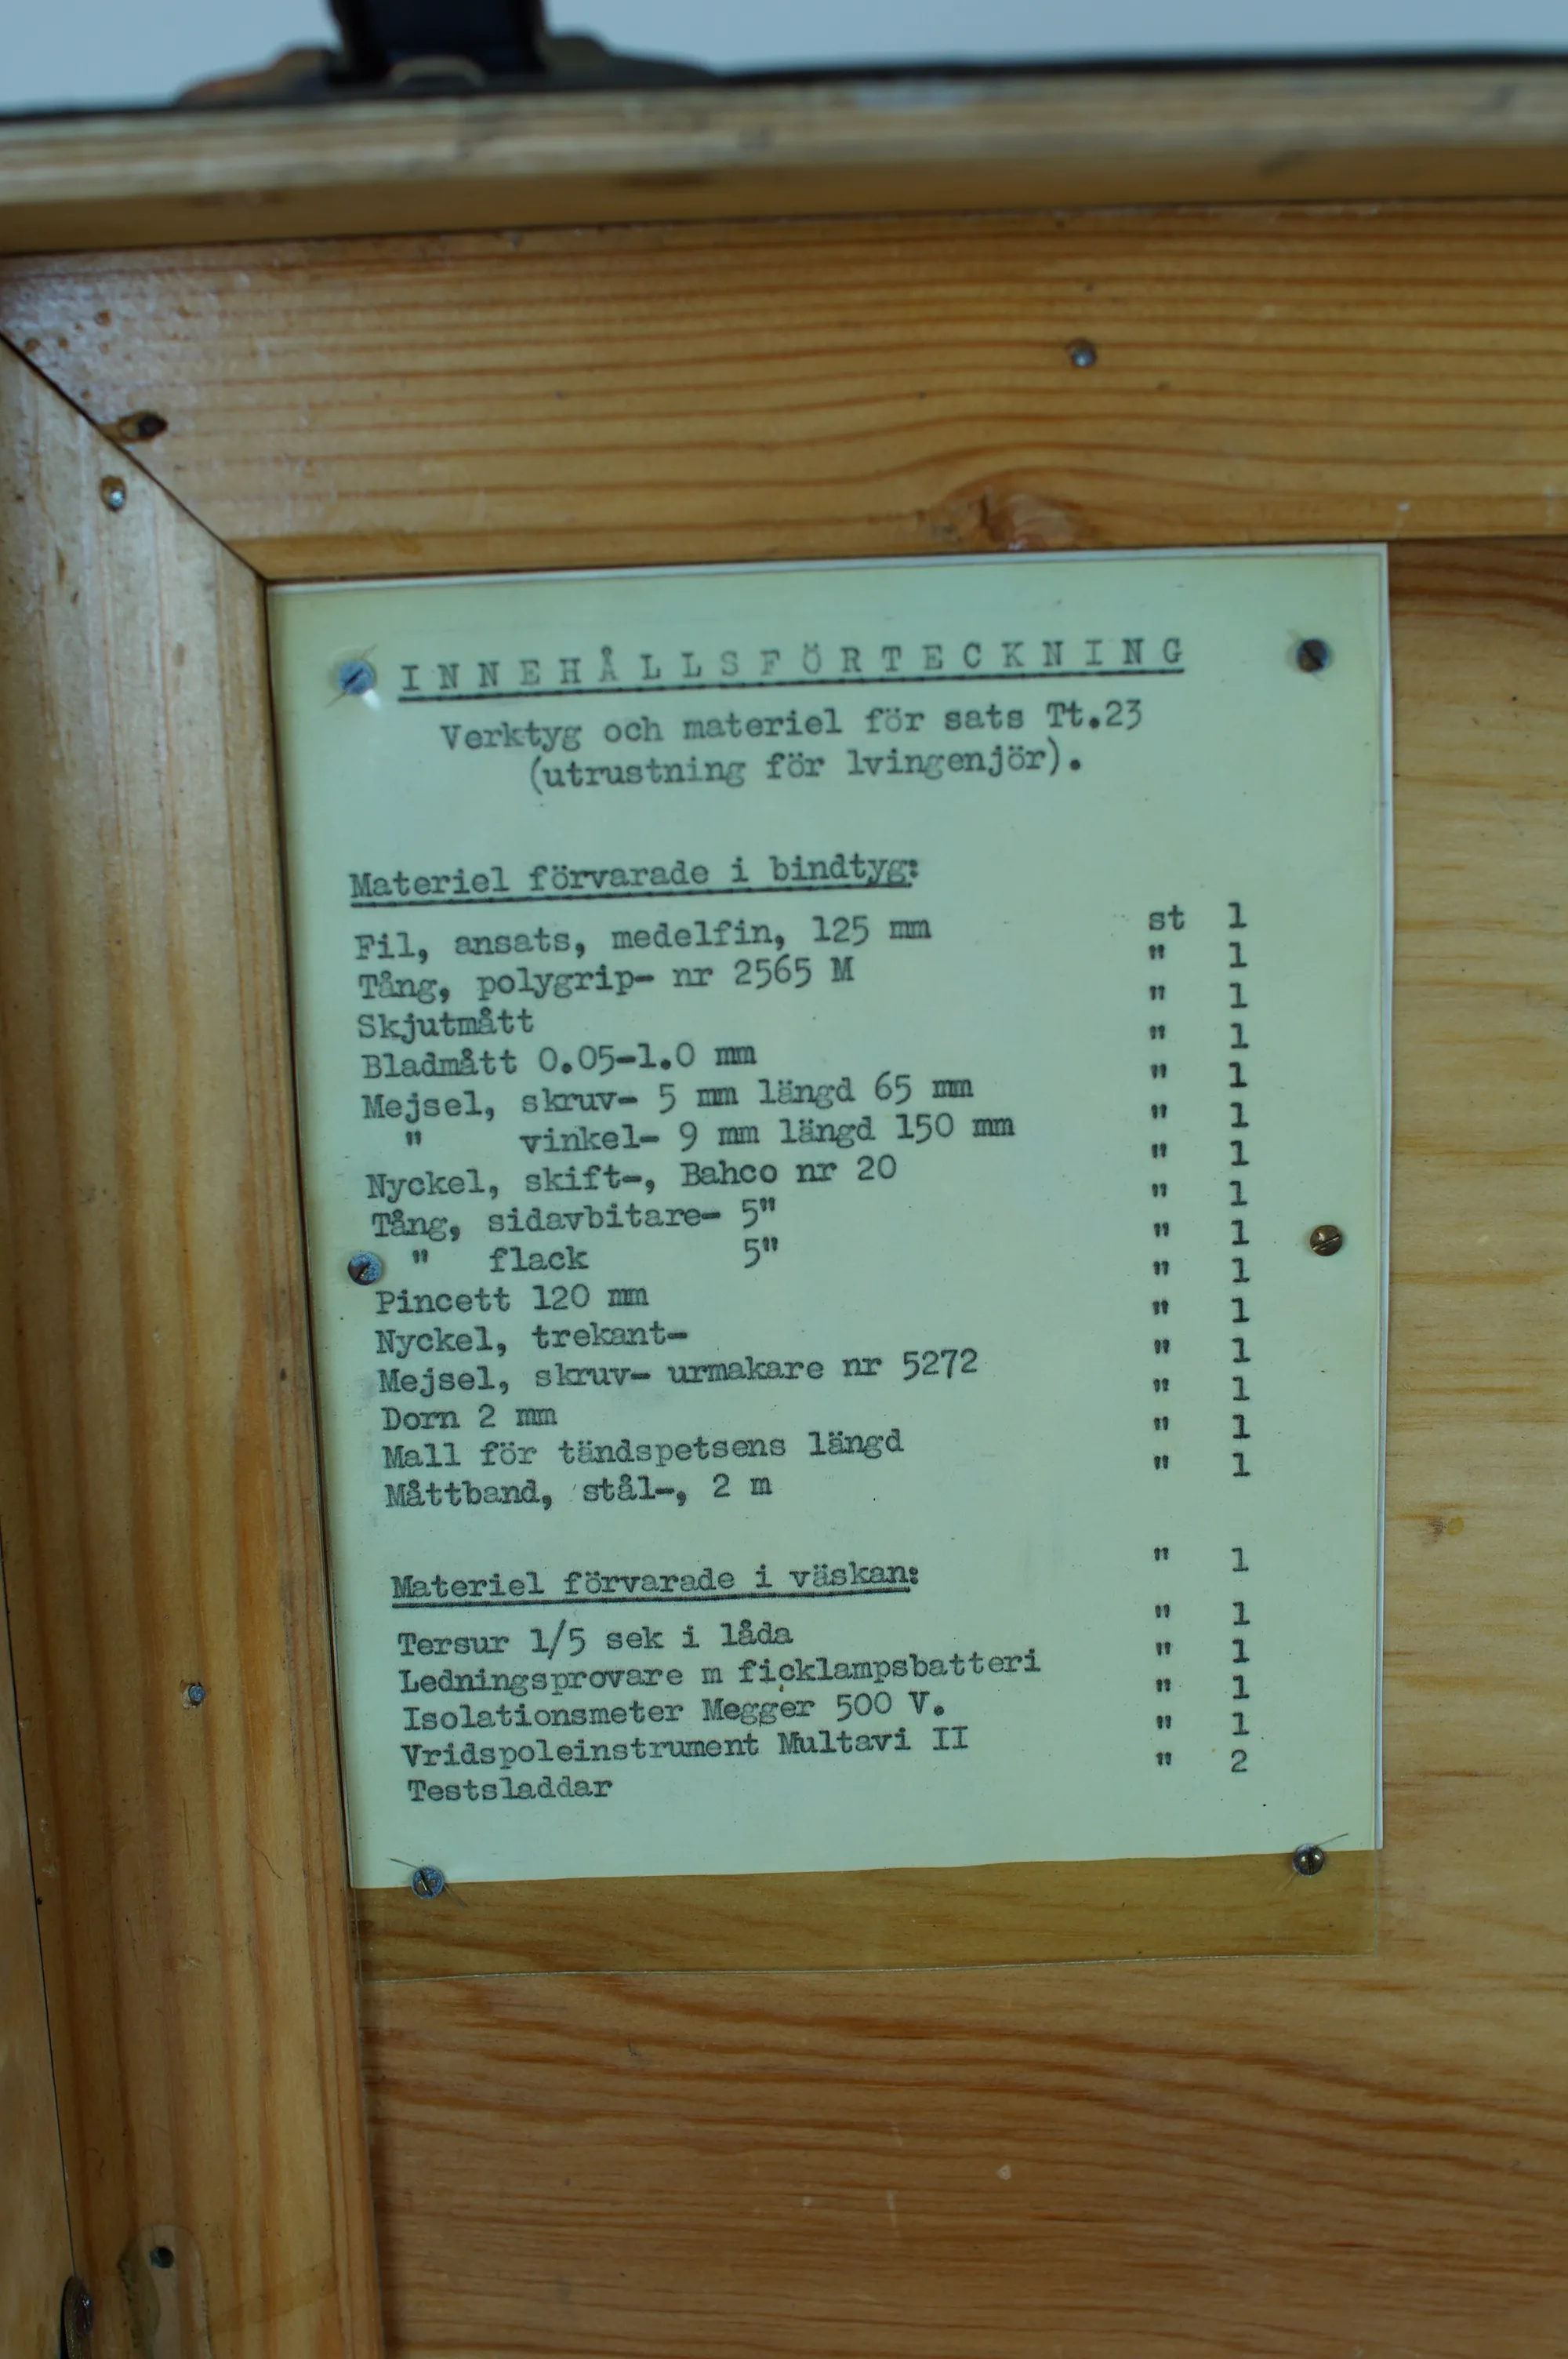 INNEHÅLLSFÖRTECKNING
Verktyg och materiel för sats Tt.23
(utrustning för lvingenjör).
Materiel förvarade i bindtyg:
Fil, ansats, medelfin, 125 mm st 1
Tång, polygrip- nr 2565 M " 1
Skjutmått " 1
Bladmått 0.05-1.0 mm " 1
Mejsel, skruv- 5 mm längd 65 mm " 1
" vinkel- 9 mm längd 150 mm " 1
Nyckel, skift-, Bahco nr 20 " 1
Tång, sidavbitare- 5" " 1
" flack 5" " 1
Pincett 120 mm " 1
Nyckel, trekant- " 1
Mejsel, skruv- urmakare nr 5272 " 1
Dorn 2 mm " 1
Mall för tändspetsens längd " 1
Måttband, stål-, 2 m " 1
Materiel förvarade i väskan: " 1
Tersur 1/5 sek i låda " 1
Ledningsprovare m ficklampsbatteri " 1
Isolationsmeter Megger 500 V. " 1
Vridspoleinstrument Multavi II " 1
Testsladdar " 2